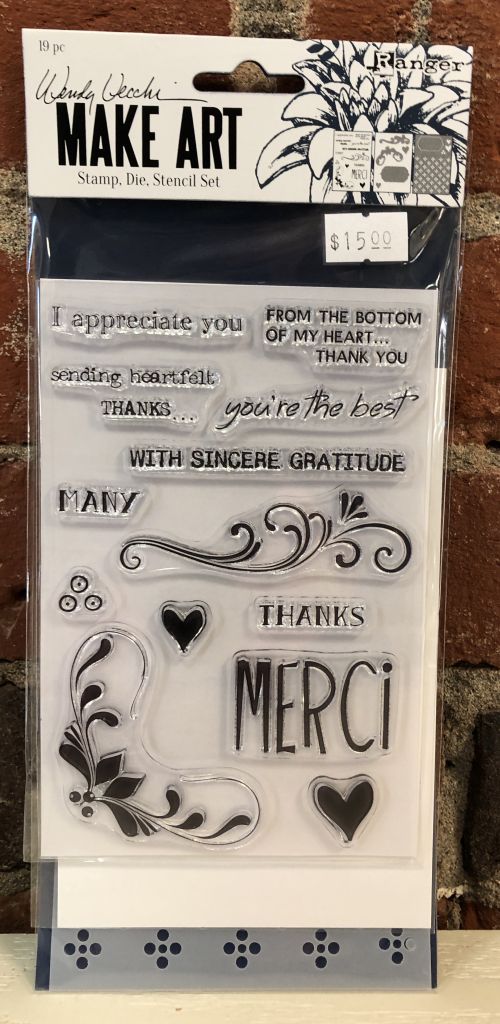 19 pc
Wendy Vecchi
Ranger
MAKE ART
Stamp, Die, Stencil Set
$15.00
I appreciate you
FROM THE BOTTOM
OF MY HEART...
THANK YOU
sending heartfelt
THANKS...
you're the best
WITH SINCERE GRATITUDE
MANY
THANKS
MERCi
MERCi